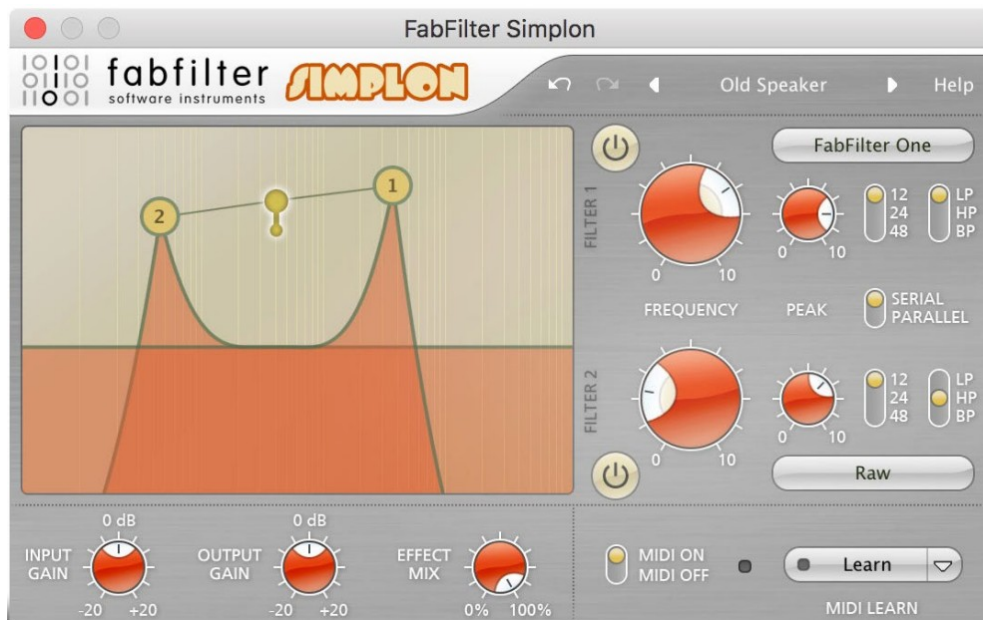 FabFilter Simplon
fabfilter
software instruments
SIMPLON
Old Speaker
Help
2
1
FILTER 1
0 10
FabFilter One
0 10
12
24
48
LP
HP
BP
FREQUENCY
PEAK
SERIAL
PARALLEL
FILTER 2
0 10
0 10
12
24
48
LP
HP
BP
Raw
INPUT
GAIN
0 dB
-20 +20
OUTPUT
GAIN
0 dB
-20 +20
EFFECT
MIX
0% 100%
MIDI ON
MIDI OFF
Learn
MIDI LEARN